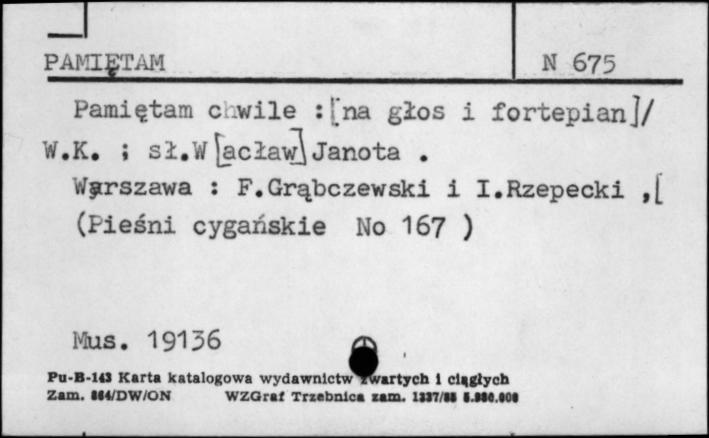 PAMIĘTAM N 675
Pamiętam chwile :[na głos i fortepian]/
W.K. ; sł.W[acław]Janota .
Warszawa : F.Grąbczewski i I.Rzepecki ,[
(Pieśni cygańskie No 167 )
Mus. 19136
Pu-B-143 Karta katalogowa wydawnictw zwartych i ciągłych
Zam. 864/DW/ON WZGraf Trzebnica zam.